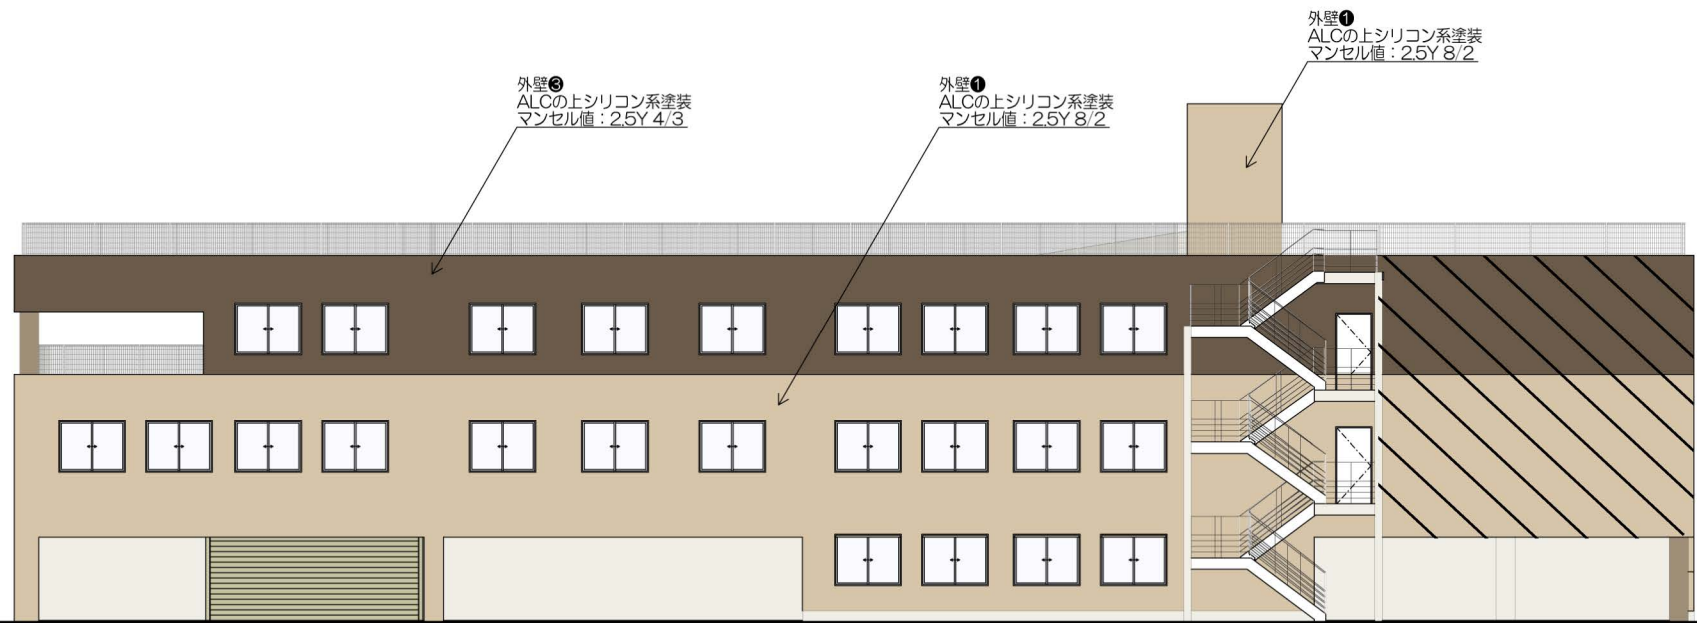 外壁❶
ALCの上シリコン系塗装
マンセル値：2.5Y 8/2
外壁❸
ALCの上シリコン系塗装
マンセル値：2.5Y 4/3
外壁❶
ALCの上シリコン系塗装
マンセル値：2.5Y 8/2